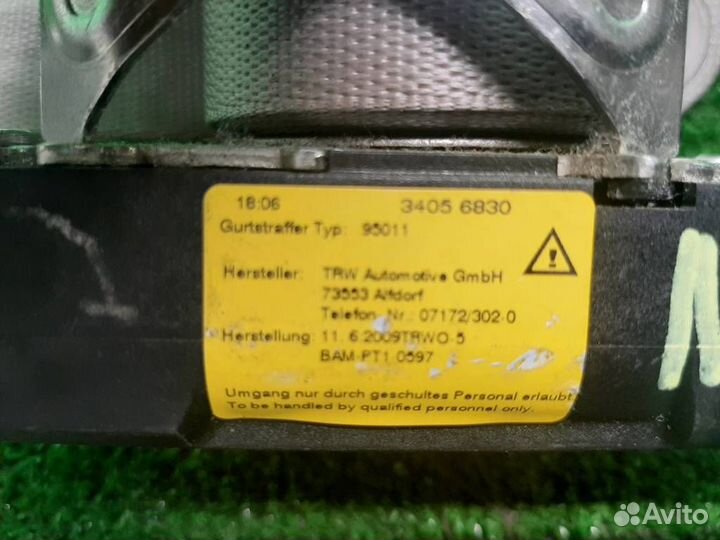 18:06 3405 6830
Gurtstraffer Typ: 95011
Hersteller: TRW Automotive GmbH
73553 Alfdorf
Telefon Nr.: 07172/302-0
Herstellung: 11. 6.2009TRWO-5
BAM-PT1 0597
Umgang nur durch geschultes Personal erlaubt
To be handled by qualified personnel only.
Avito